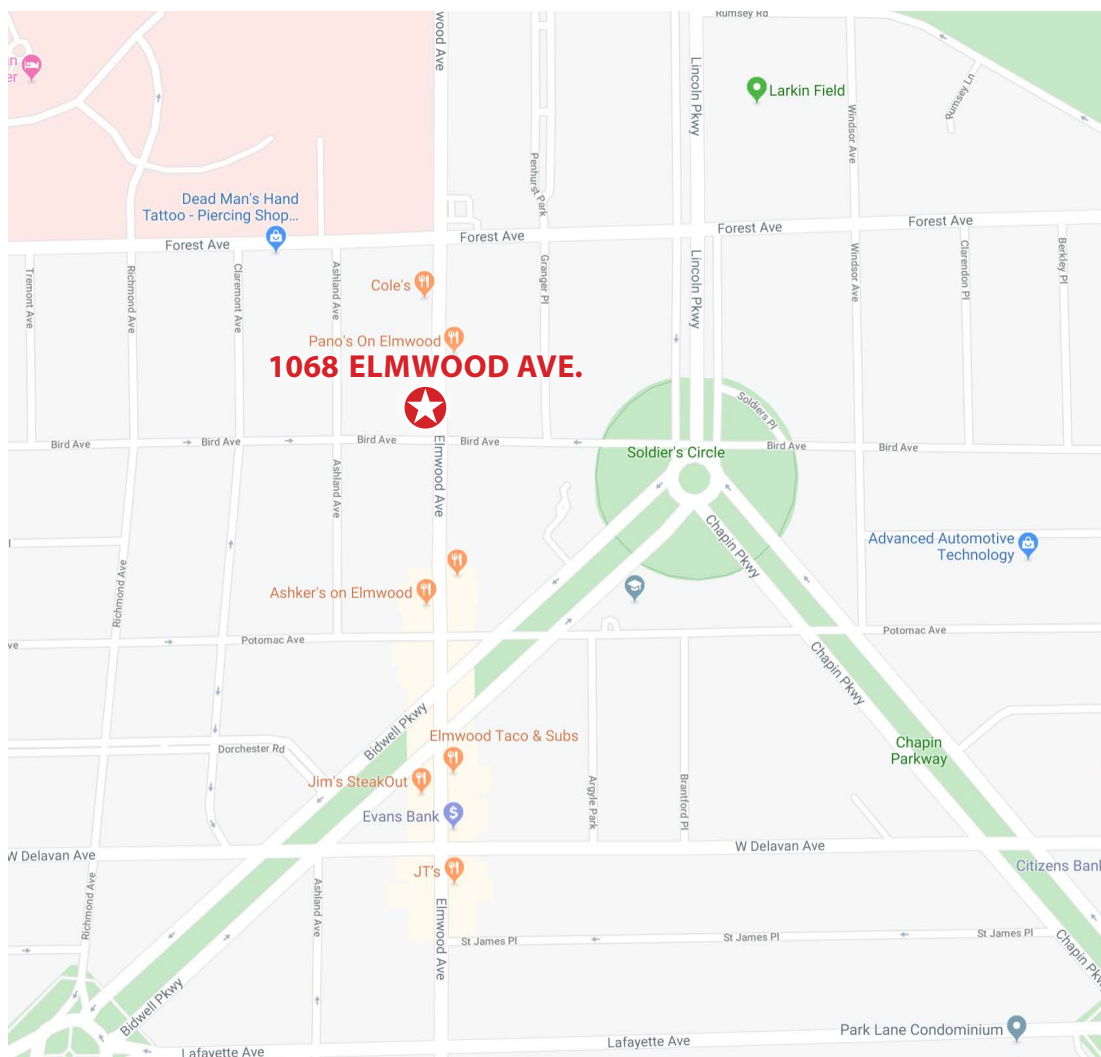 Rumsey Rd
wood Ave
Lincoln Pkwy
in
er
Larkin Field
Rumsey Ln
Windsor Ave
Penhurst Park
Dead Man's Hand
Tattoo - Piercing Shop...
Forest Ave
Forest Ave
Forest Ave
Forest Ave
Tremont Ave
Richmond Ave
Claremont Ave
Ashland Ave
Granger Pl
Lincoln Pkwy
Windsor Ave
Clarendon Pl
Berkley Pl
Cole's
Pano's On Elmwood
1068 ELMWOOD AVE.
Soldiers Pl
Bird Ave
Bird Ave
Bird Ave
Bird Ave
Bird Ave
Bird Ave
Soldier's Circle
Ashland Ave
Elmwood Ave
Chapin Pkwy
Advanced Automotive
Technology
Richmond Ave
Ashker's on Elmwood
ve
Potomac Ave
Potomac Ave
Chapin Pkwy
Bidwell Pkwy
Dorchester Rd
Elmwood Taco & Subs
Chapin
Parkway
Jim's SteakOut
Argyle Park
Brantford Pl
Evans Bank
W Delavan Ave
W Delavan Ave
JT's
Citizens Bank
Richmond Ave
Ashland Ave
Elmwood Ave
St James Pl
St James Pl
St James Pl
Chapin Pkwy
Bidwell Pkwy
Park Lane Condominium
Lafayette Ave
Lafayette Ave